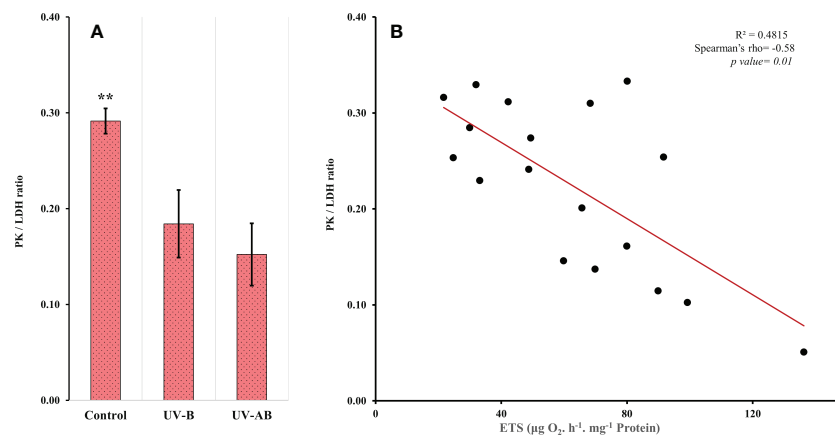 A
0.40
0.30
0.20
0.10
0.00
PK / LDH ratio
**
Control UV-B UV-AB
B
0.40
0.30
0.20
0.10
0.00
PK / LDH ratio
R² = 0.4815
Spearman's rho= -0.58
p value= 0.01
0 40 80 120
ETS (µg O₂. h⁻¹. mg⁻¹ Protein)